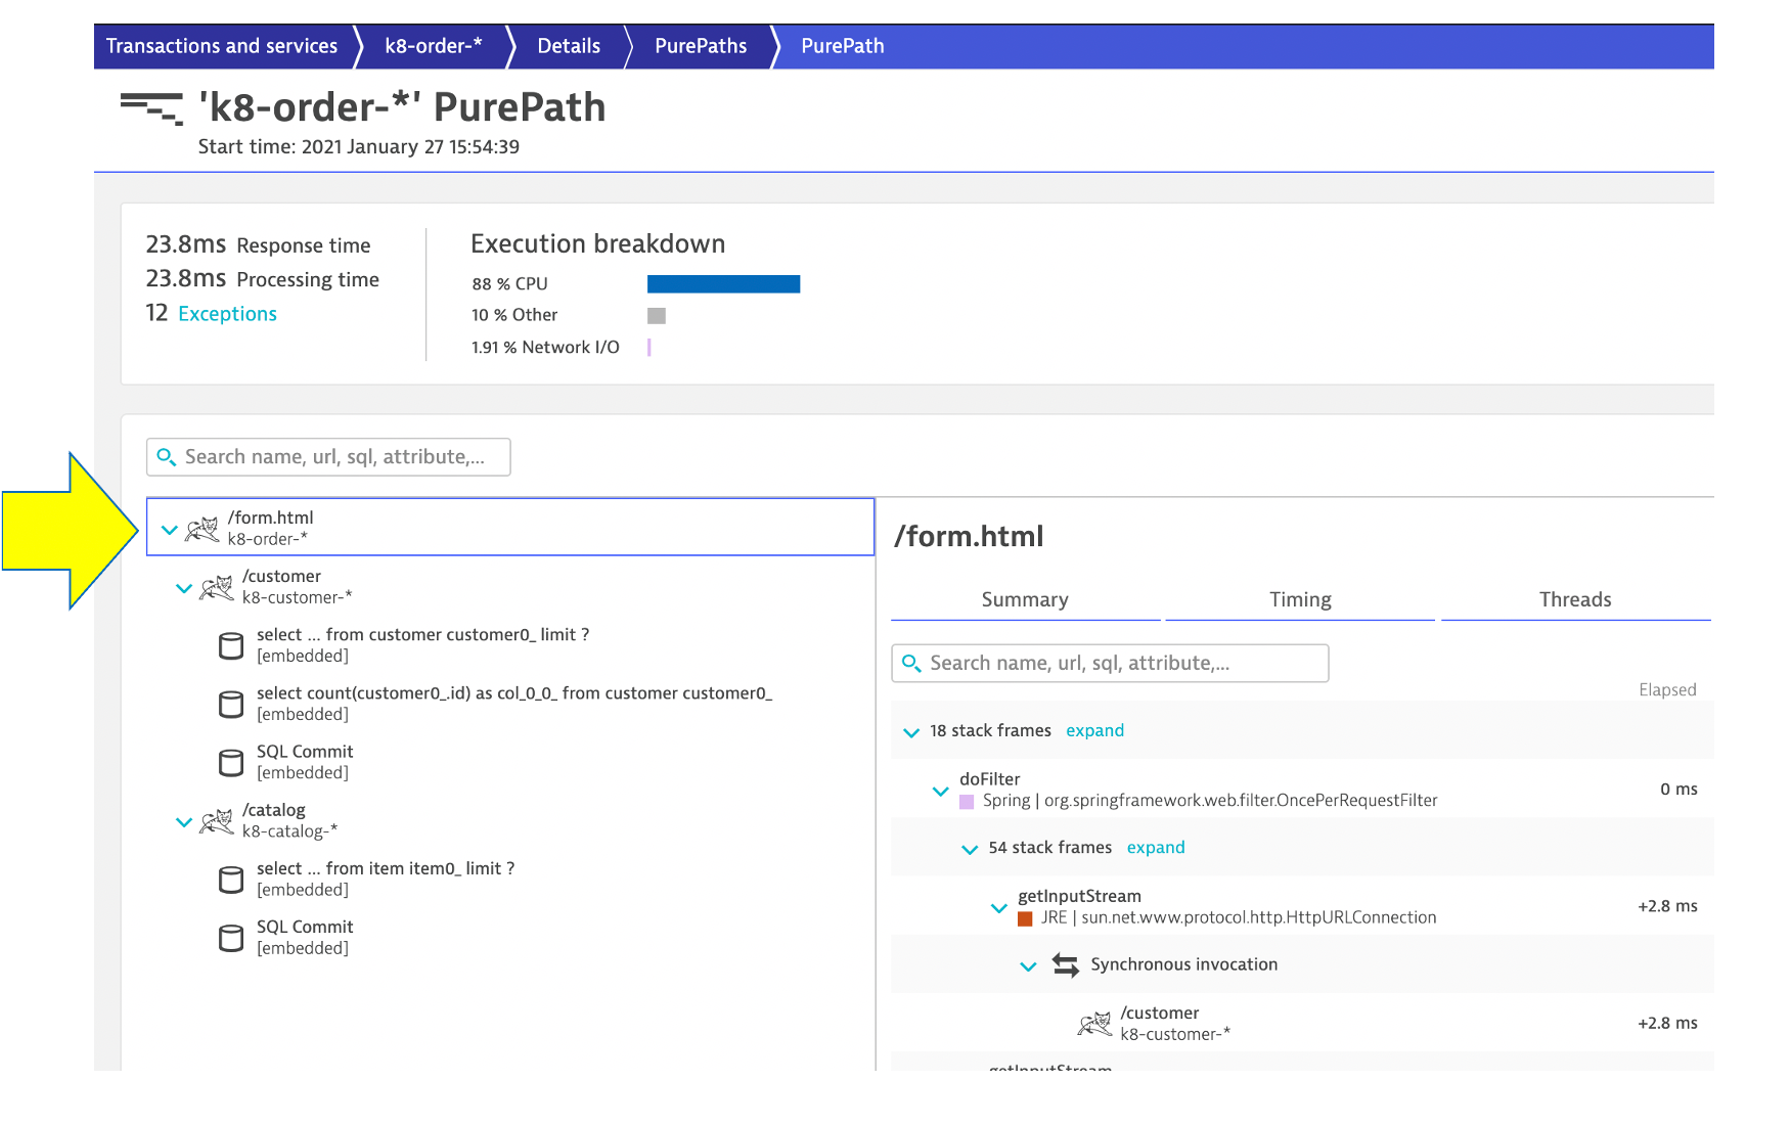 Transactions and services
k8-order-*
Details
PurePaths
PurePath
'k8-order-*' PurePath
Start time: 2021 January 27 15:54:39
23.8ms Response time
23.8ms Processing time
12 Exceptions
Execution breakdown
88 % CPU
10 % Other
1.91 % Network I/O
Search name, url, sql, attribute,...
/form.html
k8-order-*
/customer
k8-customer-*
select ... from customer customer0_ limit ?
[embedded]
select count(customer0_.id) as col_0_0_ from customer customer0_
[embedded]
SQL Commit
[embedded]
/catalog
k8-catalog-*
select ... from item item0_ limit ?
[embedded]
SQL Commit
[embedded]
/form.html
Summary
Timing
Threads
Search name, url, sql, attribute,...
Elapsed
18 stack frames expand
doFilter
Spring | org.springframework.web.filter.OncePerRequestFilter
0 ms
54 stack frames expand
getInputStream
JRE | sun.net.www.protocol.http.HttpURLConnection
+2.8 ms
Synchronous invocation
/customer
k8-customer-*
+2.8 ms
getInputStream